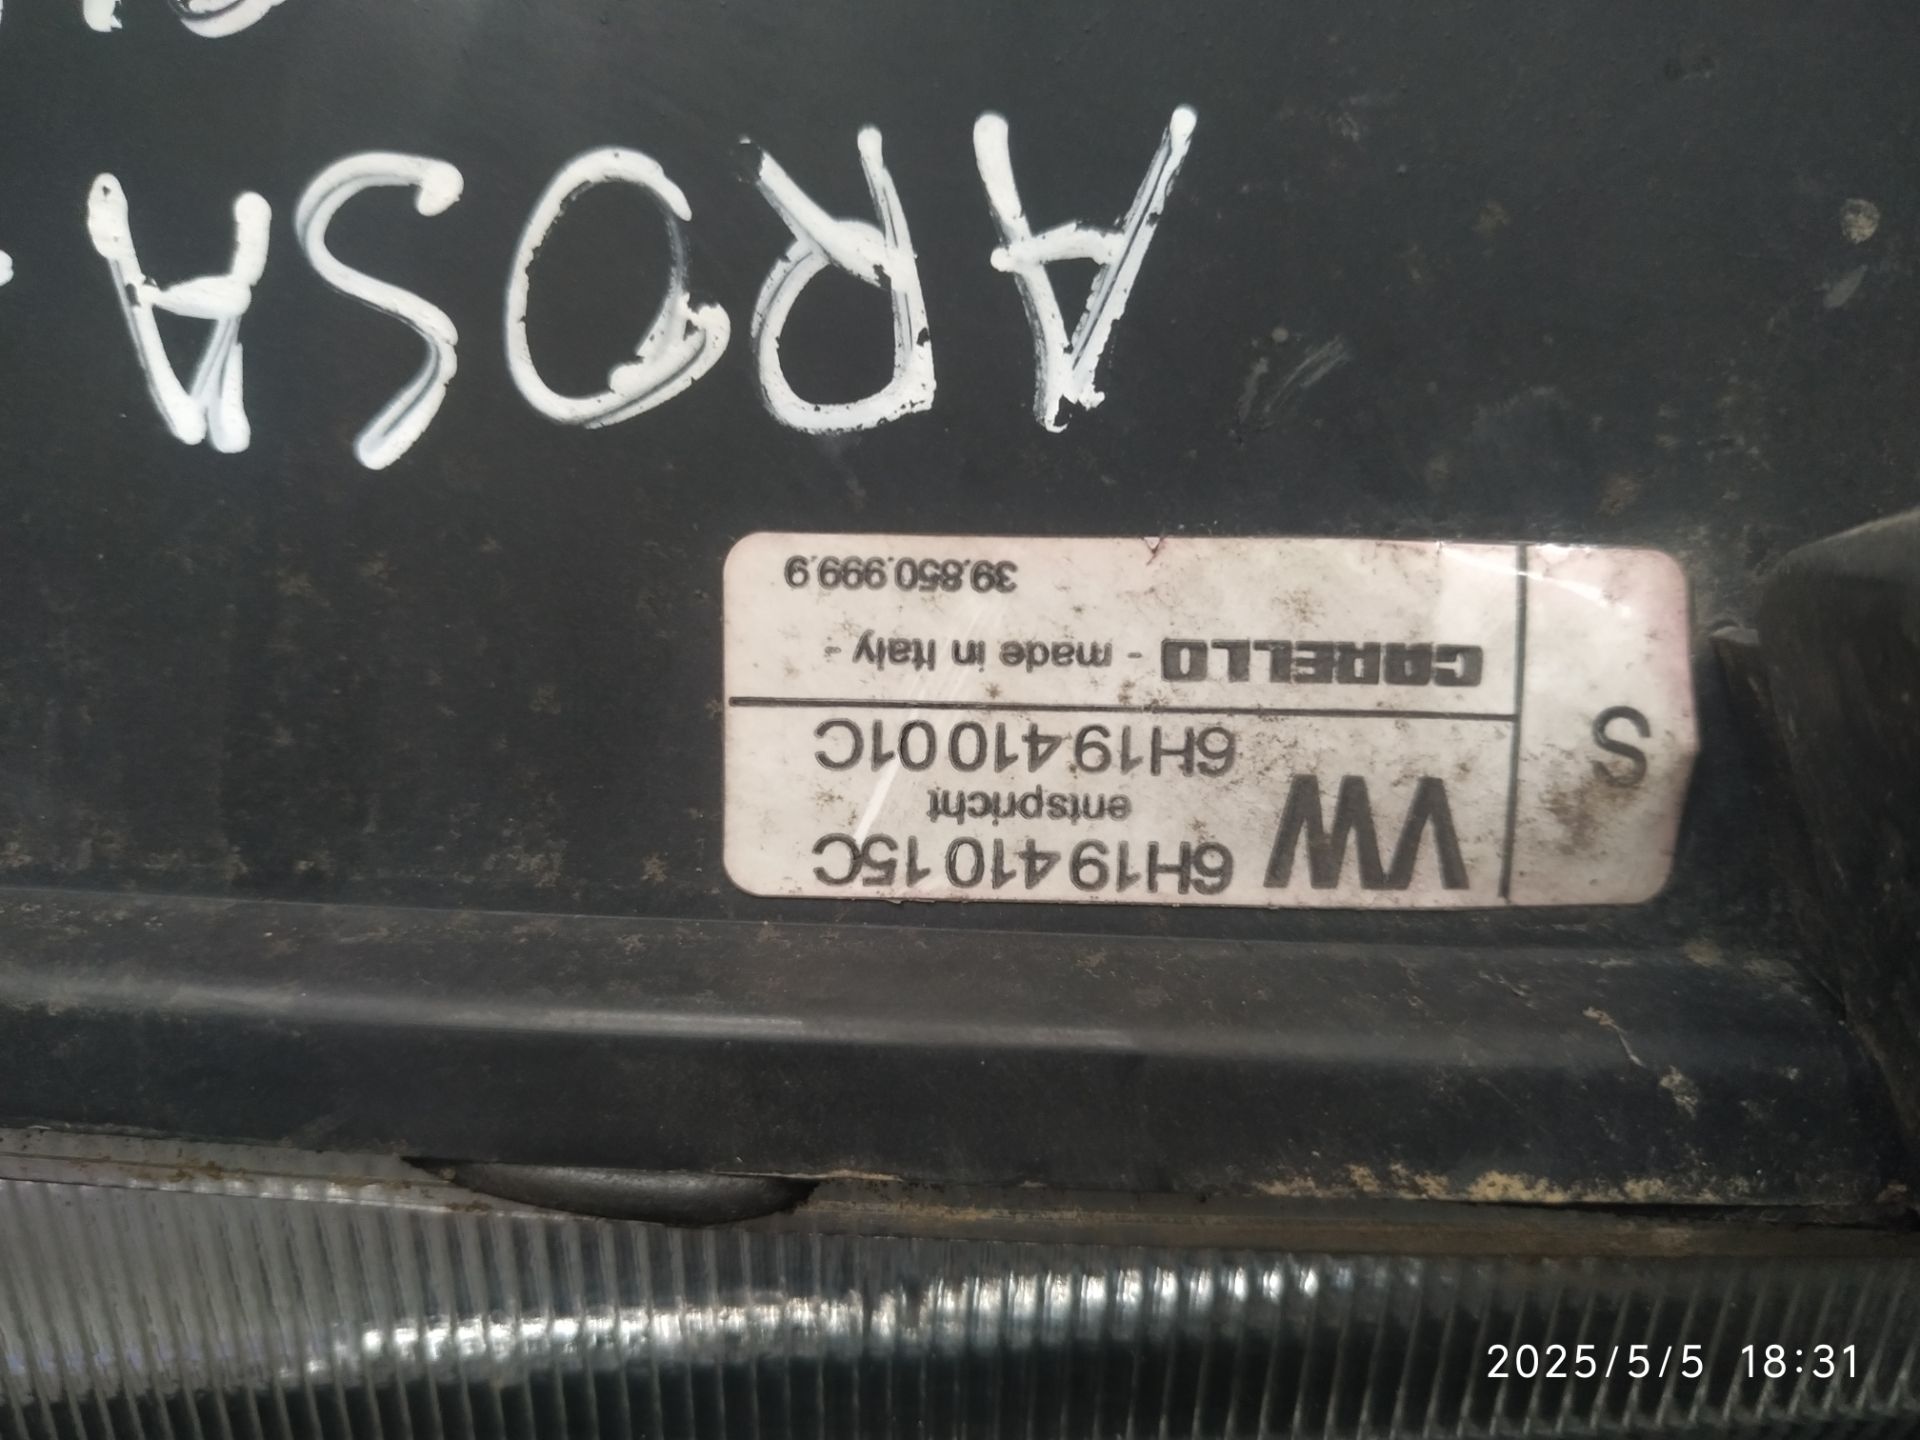 AROSA
S
VW
6H1941015C
entspricht
6H1941001C
CARELLO - made in Italy -
39.850.999.9
2025/5/5 18:31